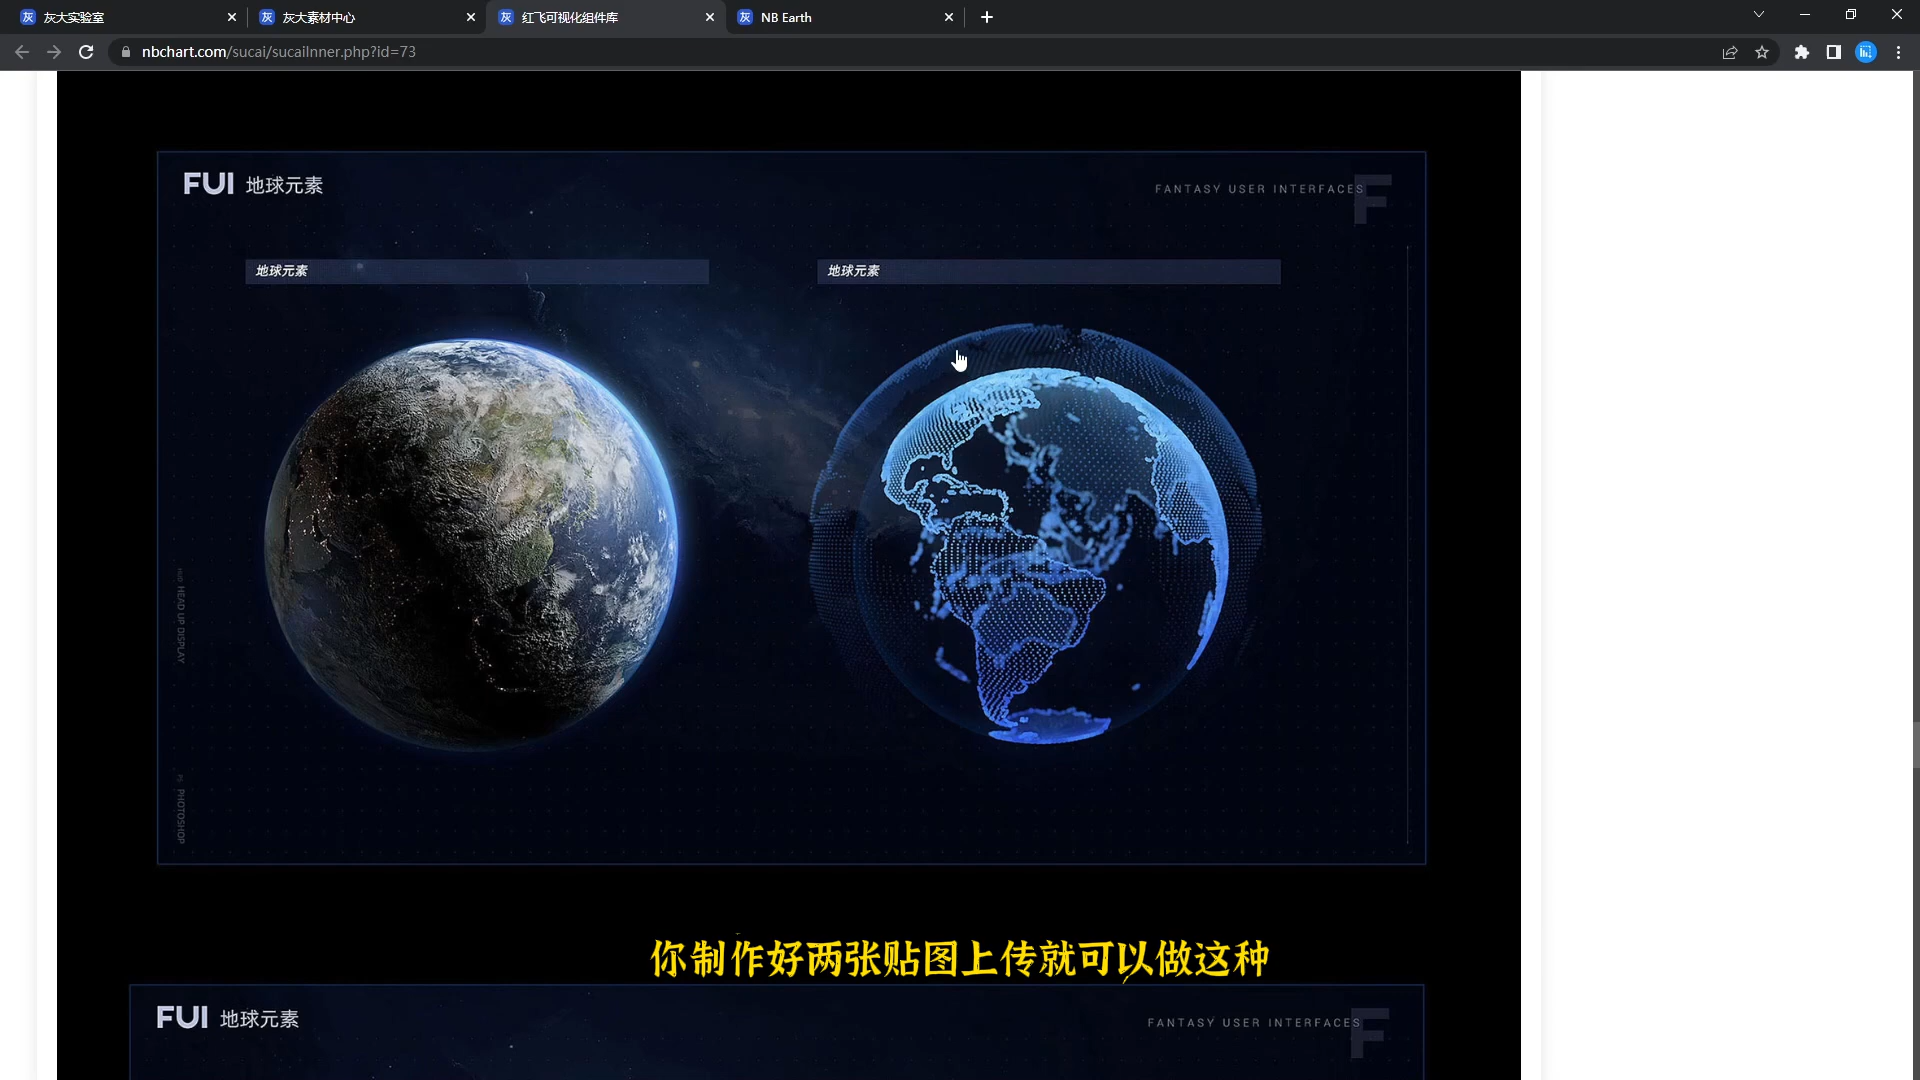 灰大实验室
灰大素材中心
红飞可视化组件库
NB Earth
nbchart.com/sucai/sucaiInner.php?id=73
FUI 地球元素
FANTASY USER INTERFACES
F
地球元素
地球元素
HUD HEAD UP DISPLAY
PS PHOTOSHOP
你制作好两张贴图上传就可以做这种
FUI 地球元素
FANTASY USER INTERFACES
F